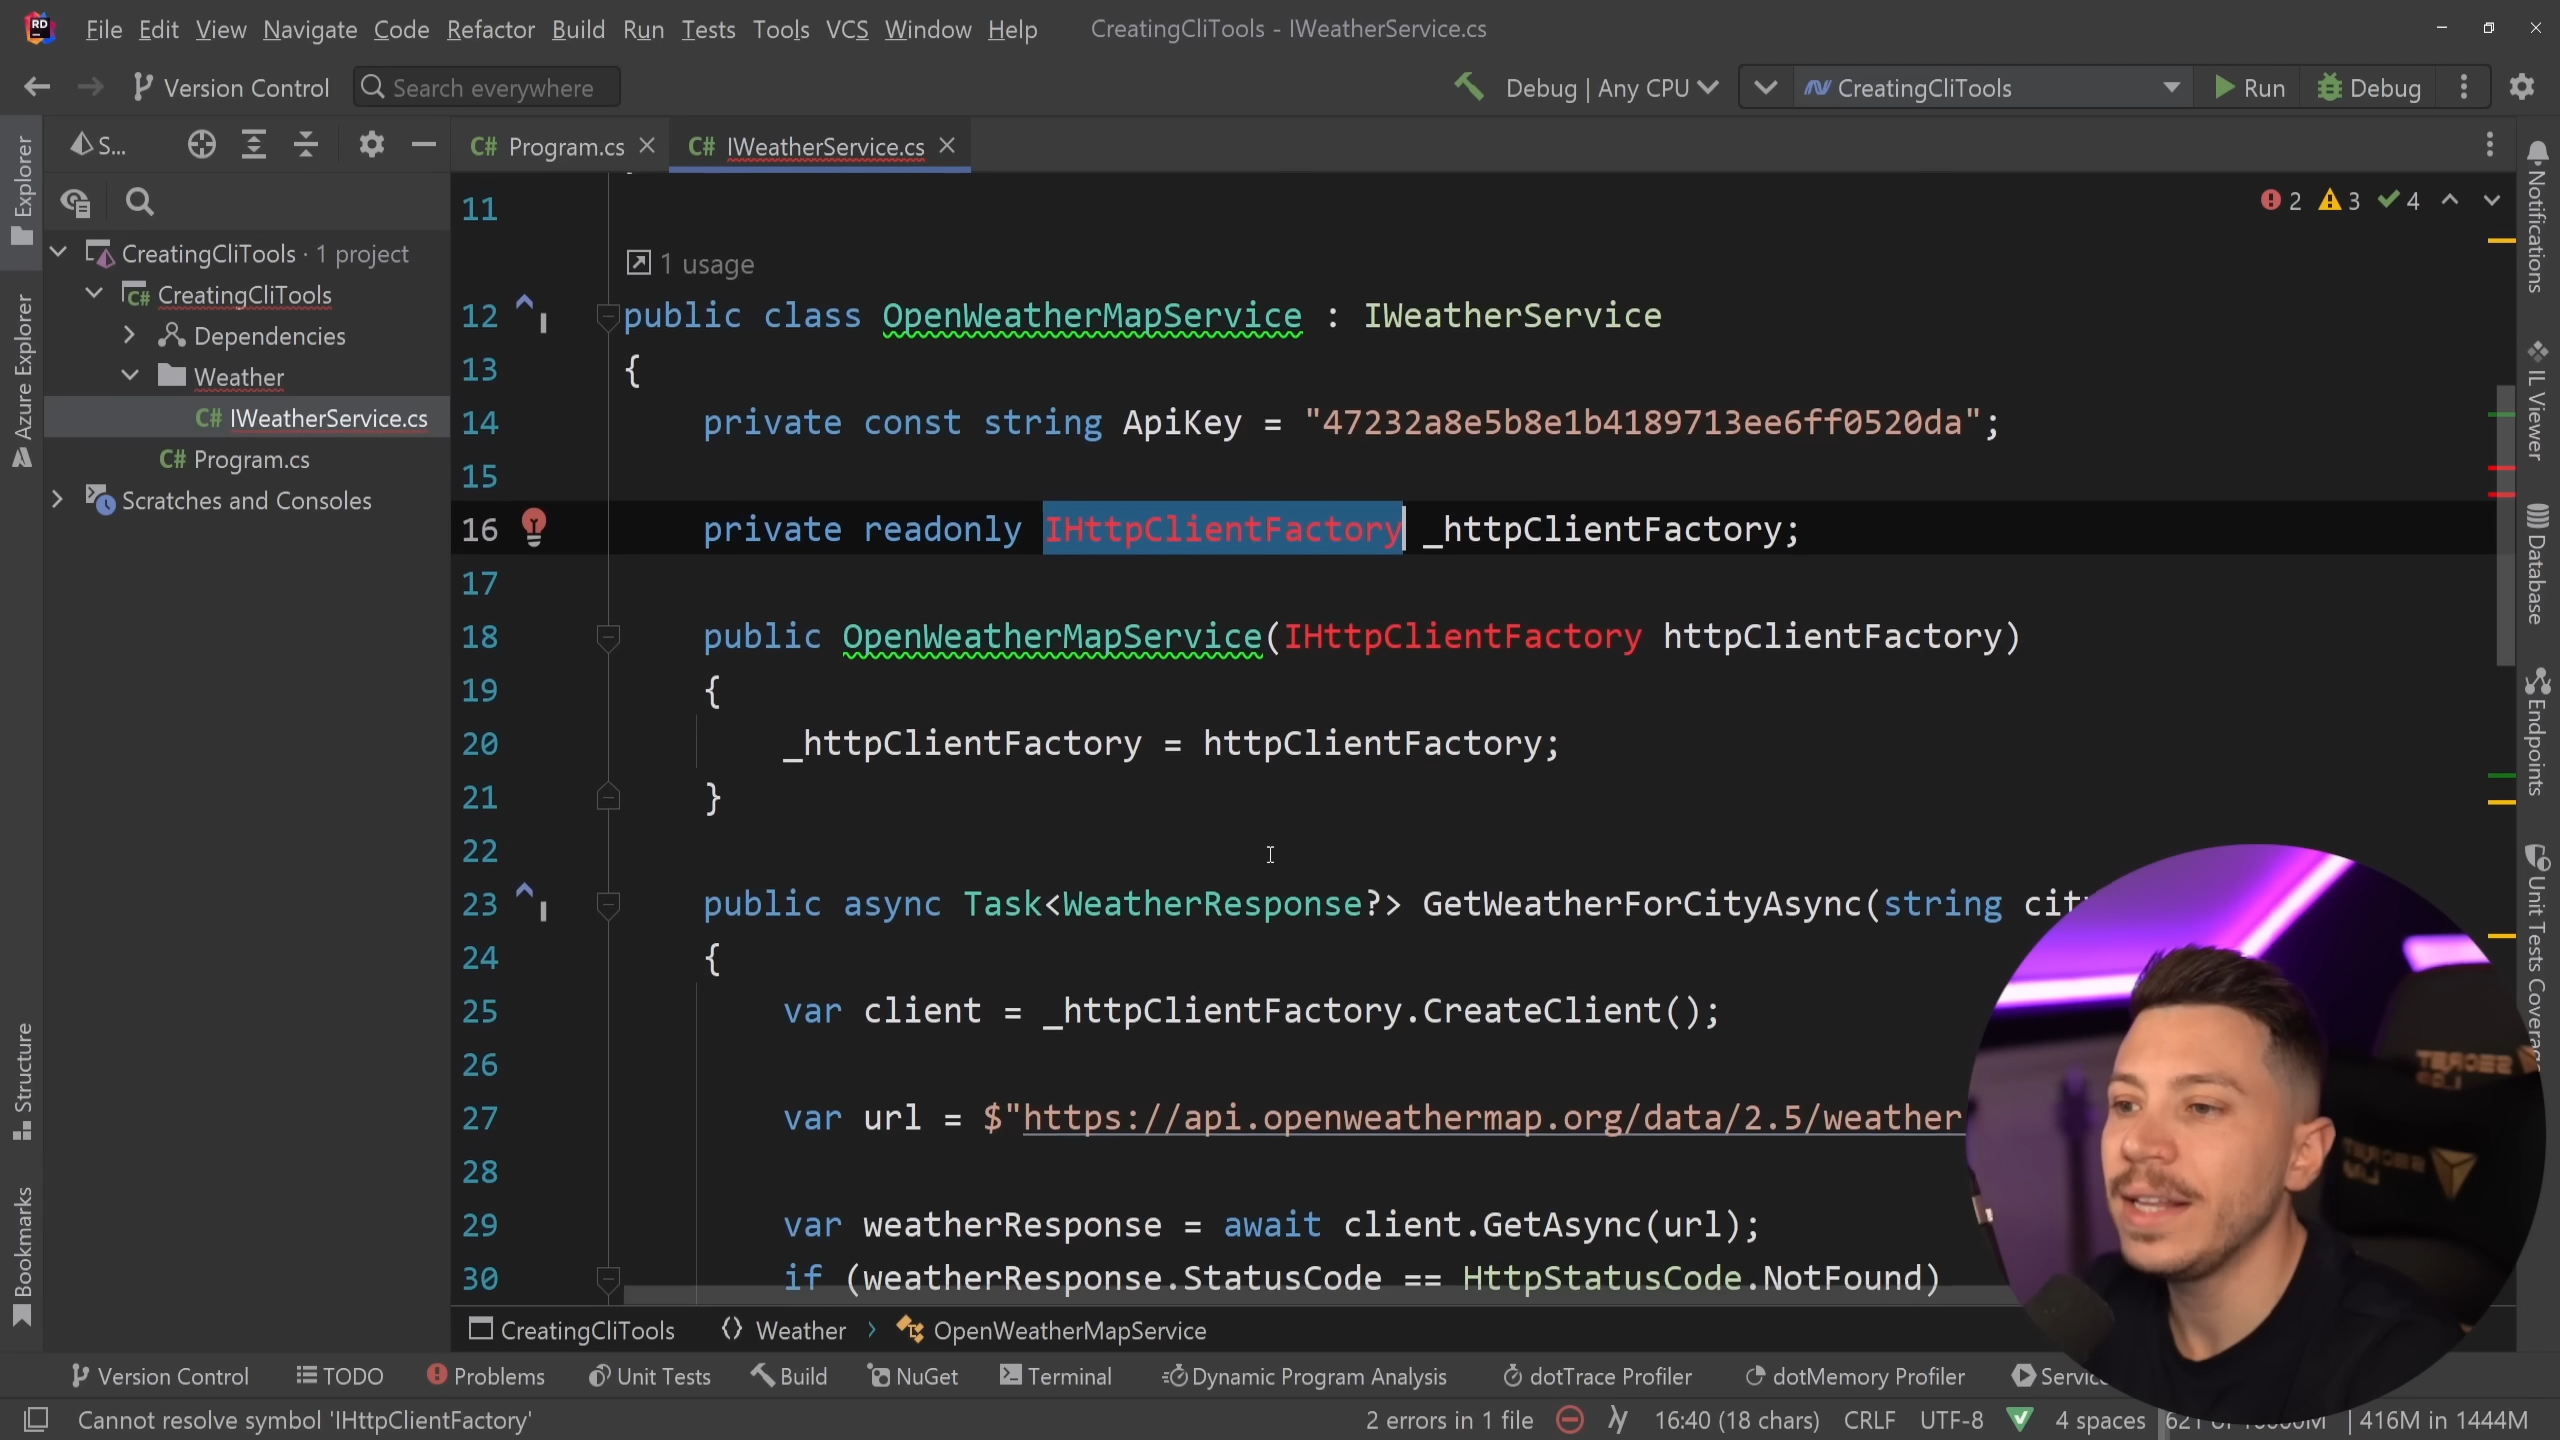 RD File Edit View Navigate Code Refactor Build Run Tests Tools VCS Window Help CreatingCliTools - IWeatherService.cs
Version Control Search everywhere Debug | Any CPU CreatingCliTools Run Debug
S... C# Program.cs C# IWeatherService.cs
Explorer
Azure Explorer
Structure
Bookmarks
CreatingCliTools · 1 project
C# CreatingCliTools
Dependencies
Weather
C# IWeatherService.cs
C# Program.cs
Scratches and Consoles
2 3 4
11
1 usage
12 public class OpenWeatherMapService : IWeatherService
13 {
14 private const string ApiKey = "47232a8e5b8e1b4189713ee6ff0520da";
15
16 private readonly IHttpClientFactory _httpClientFactory;
17
18 public OpenWeatherMapService(IHttpClientFactory httpClientFactory)
19 {
20 _httpClientFactory = httpClientFactory;
21 }
22
23 public async Task<WeatherResponse?> GetWeatherForCityAsync(string
24 {
25 var client = _httpClientFactory.CreateClient();
26
27 var url = $"https://api.openweathermap.org/data/2.5/weather
28
29 var weatherResponse = await client.GetAsync(url);
30 if (weatherResponse.StatusCode == HttpStatusCode.NotFound)
Notifications
IL Viewer
Database
Endpoints
Unit Tests Coverage
SECRET
CreatingCliTools Weather OpenWeatherMapService
Version Control TODO Problems Unit Tests Build NuGet Terminal Dynamic Program Analysis dotTrace Profiler dotMemory Profiler
Cannot resolve symbol 'IHttpClientFactory' 2 errors in 1 file 16:40 (18 chars) CRLF UTF-8 4 spaces 416M in 1444M